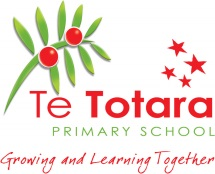 Te Totara
PRIMARY SCHOOL
Growing and Learning Together